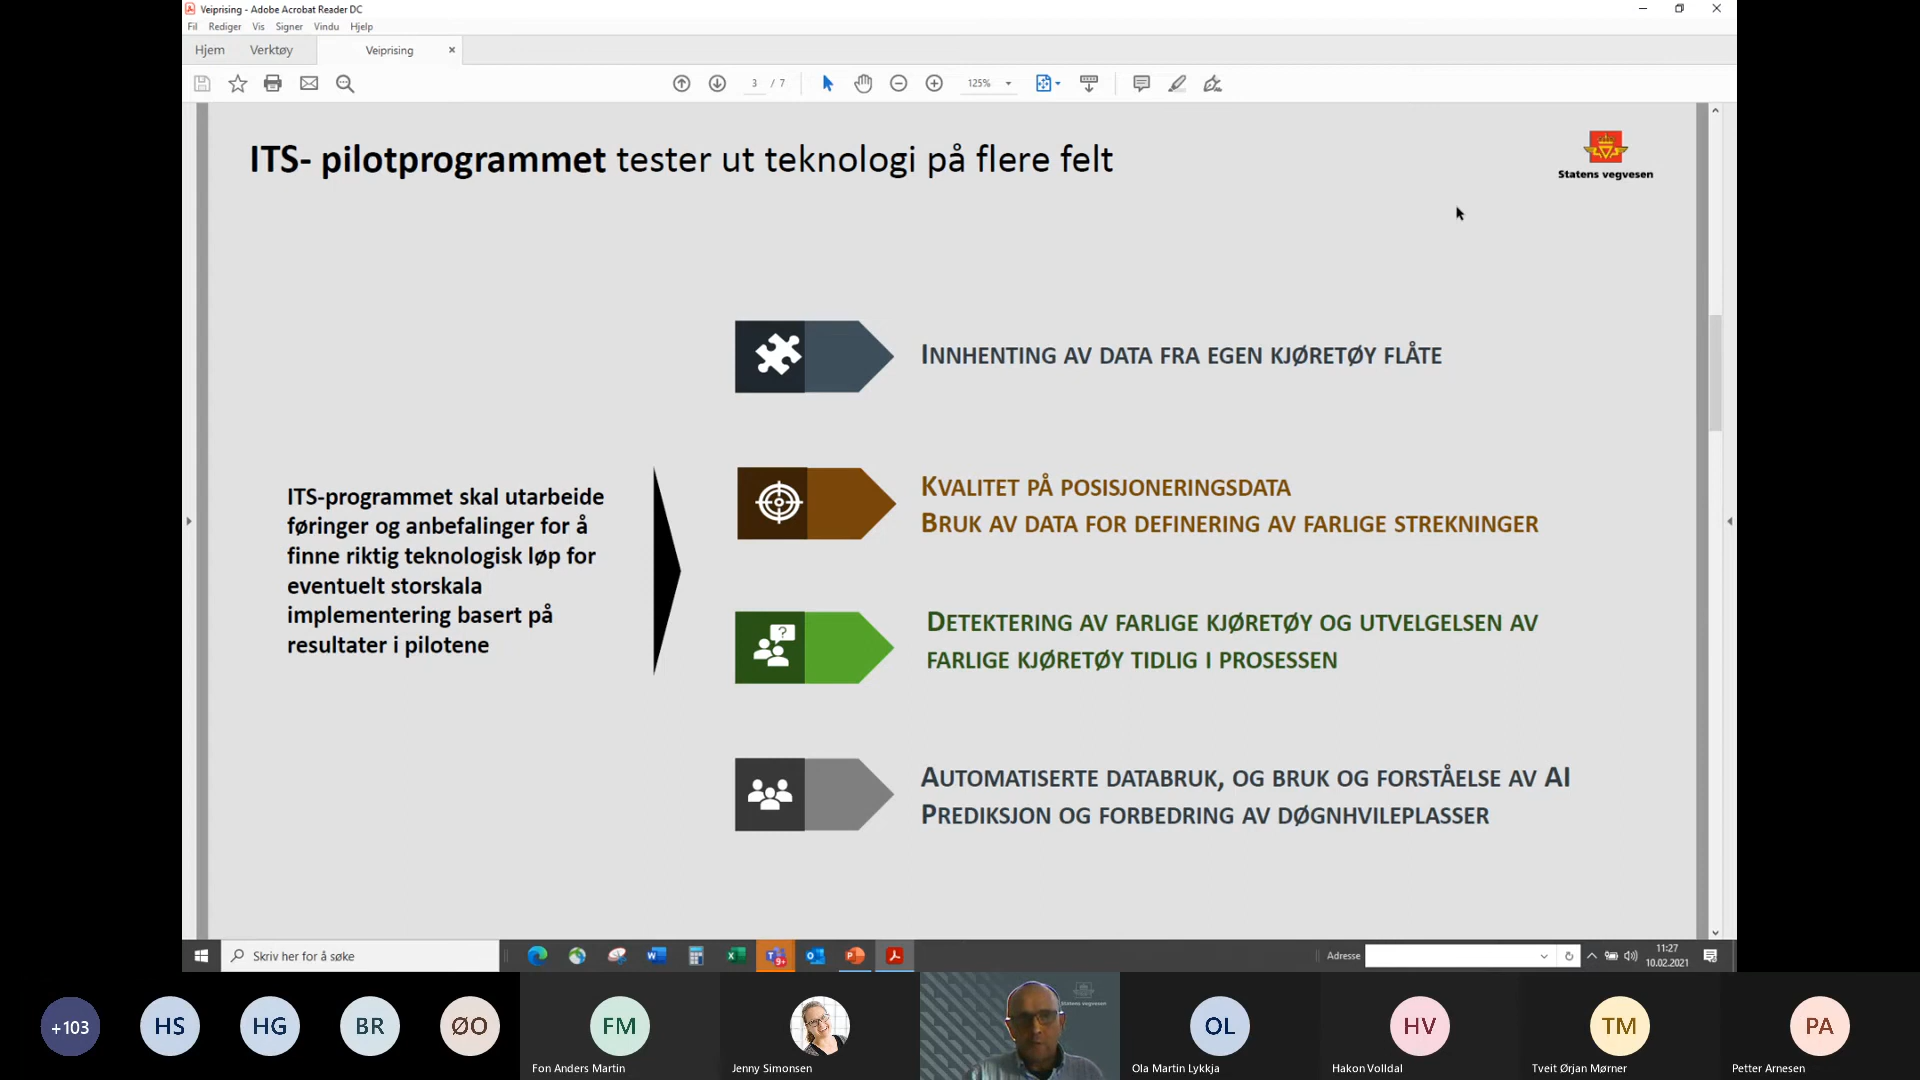 Veiprising - Adobe Acrobat Reader DC
Fil Rediger Vis Signer Vindu Hjelp
Hjem Verktøy Veiprising
3 / 7 125%
ITS- pilotprogrammet tester ut teknologi på flere felt
Statens vegvesen
INNHENTING AV DATA FRA EGEN KJØRETØY FLÅTE
KVALITET PÅ POSISJONERINGSDATA
BRUK AV DATA FOR DEFINERING AV FARLIGE STREKNINGER
ITS-programmet skal utarbeide
føringer og anbefalinger for å
finne riktig teknologisk løp for
eventuelt storskala
implementering basert på
resultater i pilotene
DETEKTERING AV FARLIGE KJØRETØY OG UTVELGELSEN AV
FARLIGE KJØRETØY TIDLIG I PROSESSEN
AUTOMATISERTE DATABRUK, OG BRUK OG FORSTÅELSE AV AI
PREDIKSJON OG FORBEDRING AV DØGNHVILEPLASSER
Skriv her for å søke
Adresse
11:27
10.02.2021
+103 HS HG BR ØO FM OL HV TM PA
Statens vegvesen
Fon Anders Martin Jenny Simonsen Ola Martin Lykkja Hakon Volldal Tveit Ørjan Mørner Petter Arnesen